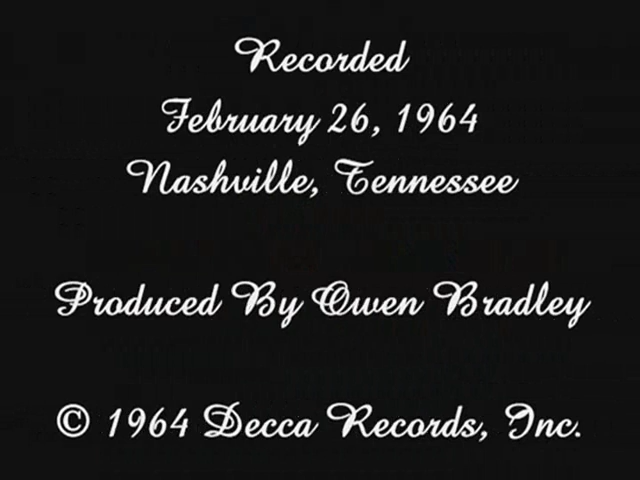 Recorded
February 26, 1964
Nashville, Tennessee
Produced By Owen Bradley
© 1964 Decca Records, Inc.